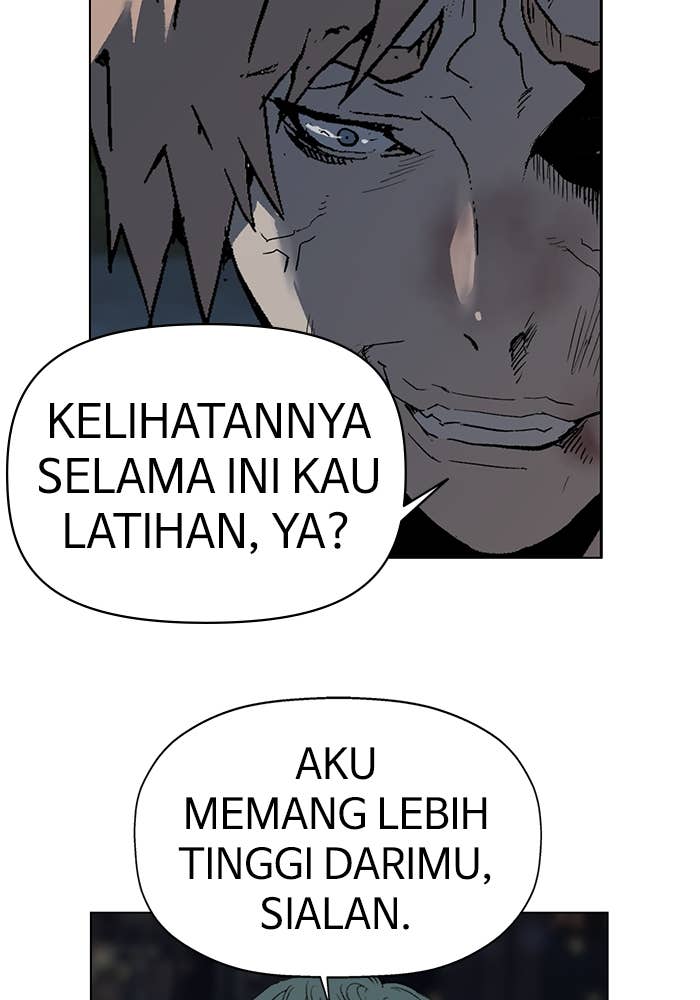 KELIHATANNYA
SELAMA INI KAU
LATIHAN, YA?
AKU
MEMANG LEBIH
TINGGI DARIMU,
SIALAN.